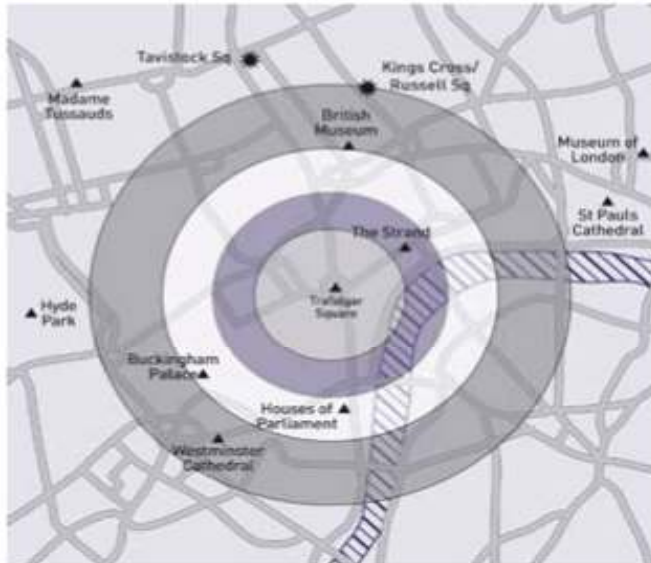 Tavistock Sq
Kings Cross/
Russell Sq
Madame
Tussauds
British
Museum
Museum of
London
St Pauls
Cathedral
The Strand
Trafalgar
Square
Hyde
Park
Buckingham
Palace
Houses of
Parliament
Westminster
Cathedral